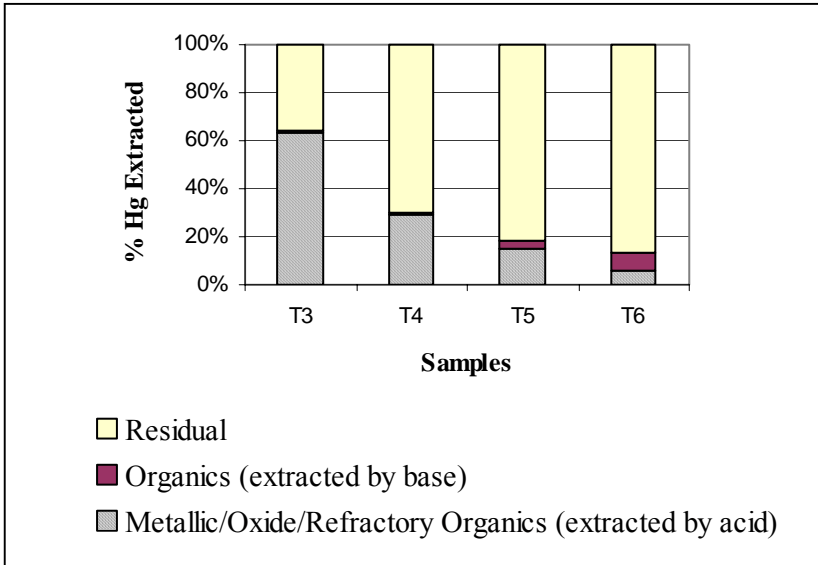 100%
80%
60%
40%
20%
0%
% Hg Extracted
T3 T4 T5 T6
Samples
Residual
Organics (extracted by base)
Metallic/Oxide/Refractory Organics (extracted by acid)